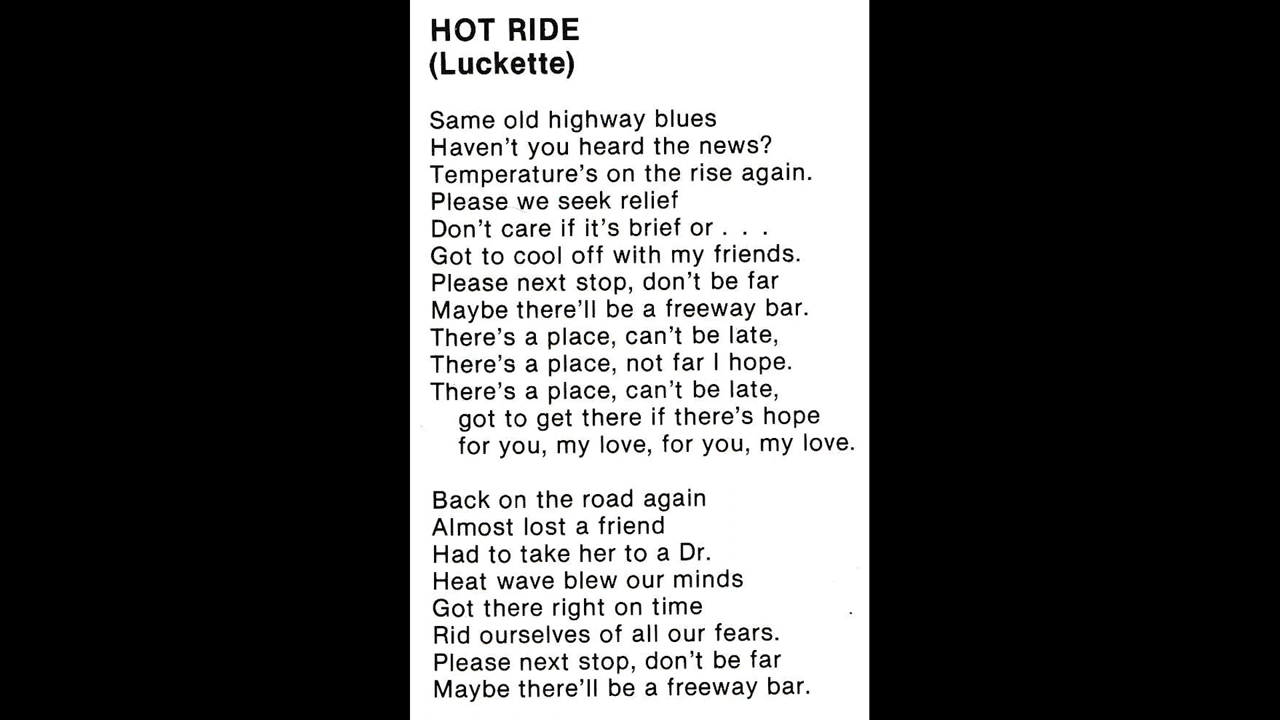 HOT RIDE
(Luckette)
Same old highway blues
Haven't you heard the news?
Temperature's on the rise again.
Please we seek relief
Don't care if it's brief or . . .
Got to cool off with my friends.
Please next stop, don't be far
Maybe there'll be a freeway bar.
There's a place, can't be late,
There's a place, not far I hope.
There's a place, can't be late,
got to get there if there's hope
for you, my love, for you, my love.
Back on the road again
Almost lost a friend
Had to take her to a Dr.
Heat wave blew our minds
Got there right on time
Rid ourselves of all our fears.
Please next stop, don't be far
Maybe there'll be a freeway bar.